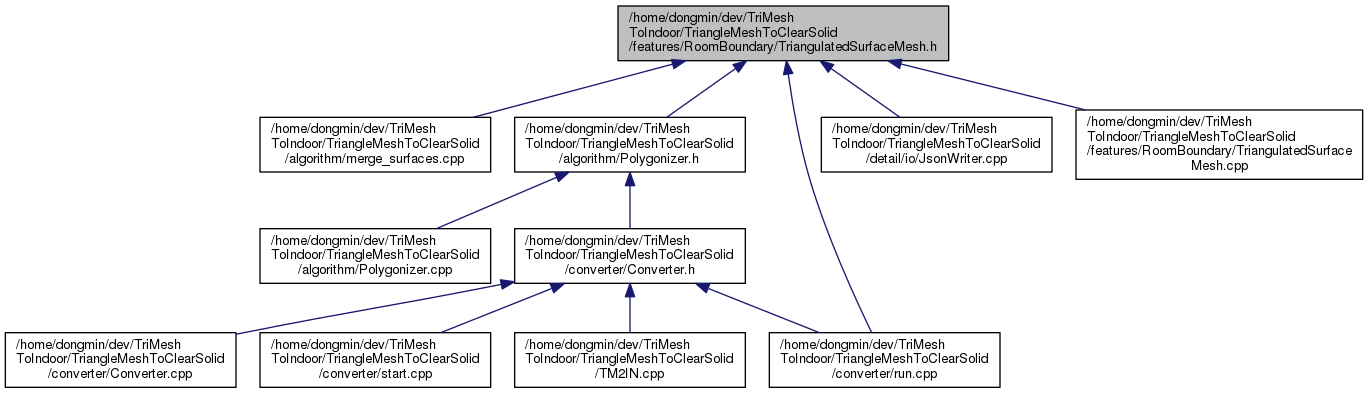 /home/dongmin/dev/TriMesh
ToIndoor/TriangleMeshToClearSolid
/features/RoomBoundary/TriangulatedSurfaceMesh.h
/home/dongmin/dev/TriMesh
ToIndoor/TriangleMeshToClearSolid
/algorithm/merge_surfaces.cpp
/home/dongmin/dev/TriMesh
ToIndoor/TriangleMeshToClearSolid
/algorithm/Polygonizer.h
/home/dongmin/dev/TriMesh
ToIndoor/TriangleMeshToClearSolid
/detail/io/JsonWriter.cpp
/home/dongmin/dev/TriMesh
ToIndoor/TriangleMeshToClearSolid
/features/RoomBoundary/TriangulatedSurface
Mesh.cpp
/home/dongmin/dev/TriMesh
ToIndoor/TriangleMeshToClearSolid
/algorithm/Polygonizer.cpp
/home/dongmin/dev/TriMesh
ToIndoor/TriangleMeshToClearSolid
/converter/Converter.h
/home/dongmin/dev/TriMesh
ToIndoor/TriangleMeshToClearSolid
/converter/Converter.cpp
/home/dongmin/dev/TriMesh
ToIndoor/TriangleMeshToClearSolid
/converter/start.cpp
/home/dongmin/dev/TriMesh
ToIndoor/TriangleMeshToClearSolid
/TM2IN.cpp
/home/dongmin/dev/TriMesh
ToIndoor/TriangleMeshToClearSolid
/converter/run.cpp